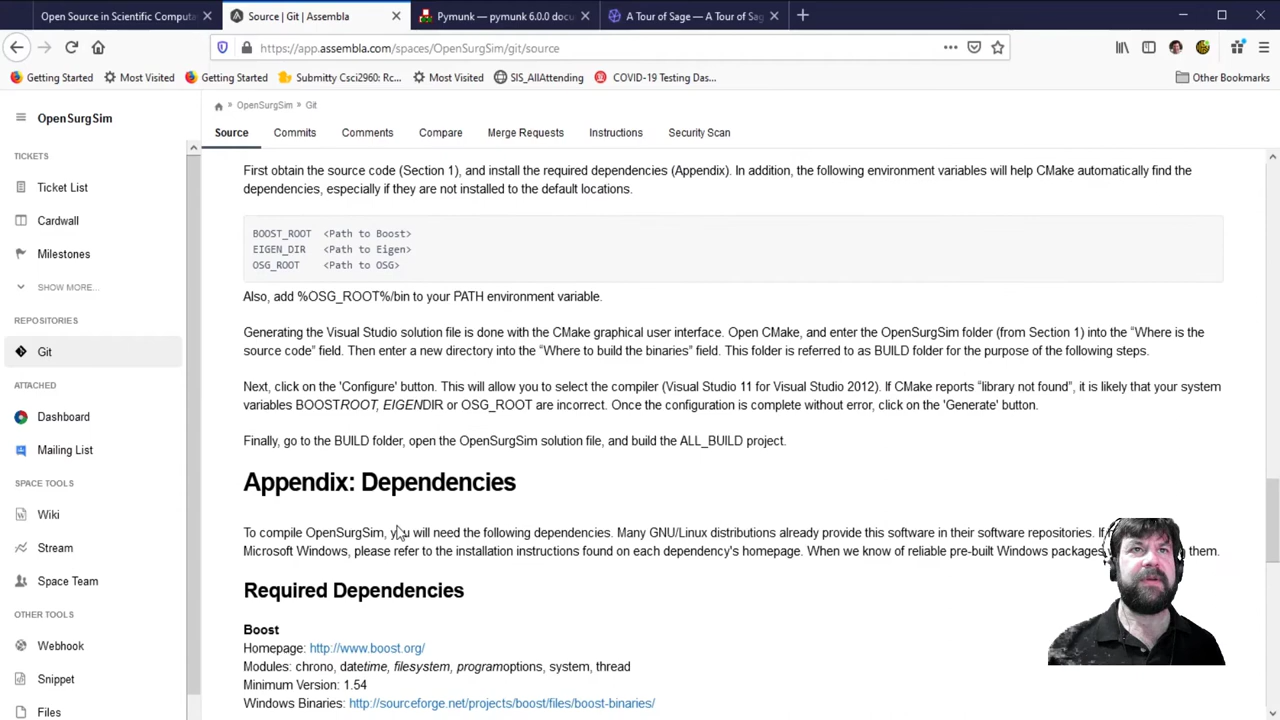 Open Source in Scientific Computa
Source | Git | Assembla
Pymunk — pymunk 6.0.0 docu
A Tour of Sage — A Tour of Sag
https://app.assembla.com/spaces/OpenSurgSim/git/source
Getting Started
Most Visited
Getting Started
Submitty Csci2960: Rc...
Most Visited
SIS_AllAttending
COVID-19 Testing Das...
Other Bookmarks
OpenSurgSim
TICKETS
Ticket List
Cardwall
Milestones
SHOW MORE...
REPOSITORIES
Git
ATTACHED
Dashboard
Mailing List
SPACE TOOLS
Wiki
Stream
Space Team
OTHER TOOLS
Webhook
Snippet
Files
» OpenSurgSim » Git
Source
Commits
Comments
Compare
Merge Requests
Instructions
Security Scan
First obtain the source code (Section 1), and install the required dependencies (Appendix). In addition, the following environment variables will help CMake automatically find the
dependencies, especially if they are not installed to the default locations.
BOOST_ROOT <Path to Boost>
EIGEN_DIR <Path to Eigen>
OSG_ROOT <Path to OSG>
Also, add %OSG_ROOT%/bin to your PATH environment variable.
Generating the Visual Studio solution file is done with the CMake graphical user interface. Open CMake, and enter the OpenSurgSim folder (from Section 1) into the “Where is the
source code” field. Then enter a new directory into the “Where to build the binaries” field. This folder is referred to as BUILD folder for the purpose of the following steps.
Next, click on the 'Configure' button. This will allow you to select the compiler (Visual Studio 11 for Visual Studio 2012). If CMake reports “library not found”, it is likely that your system
variables BOOSTROOT, EIGENDIR or OSG_ROOT are incorrect. Once the configuration is complete without error, click on the 'Generate' button.
Finally, go to the BUILD folder, open the OpenSurgSim solution file, and build the ALL_BUILD project.
Appendix: Dependencies
To compile OpenSurgSim, you will need the following dependencies. Many GNU/Linux distributions already provide this software in their software repositories. If
Microsoft Windows, please refer to the installation instructions found on each dependency's homepage. When we know of reliable pre-built Windows packages them.
Required Dependencies
Boost
Homepage: http://www.boost.org/
Modules: chrono, datetime, filesystem, programoptions, system, thread
Minimum Version: 1.54
Windows Binaries: http://sourceforge.net/projects/boost/files/boost-binaries/